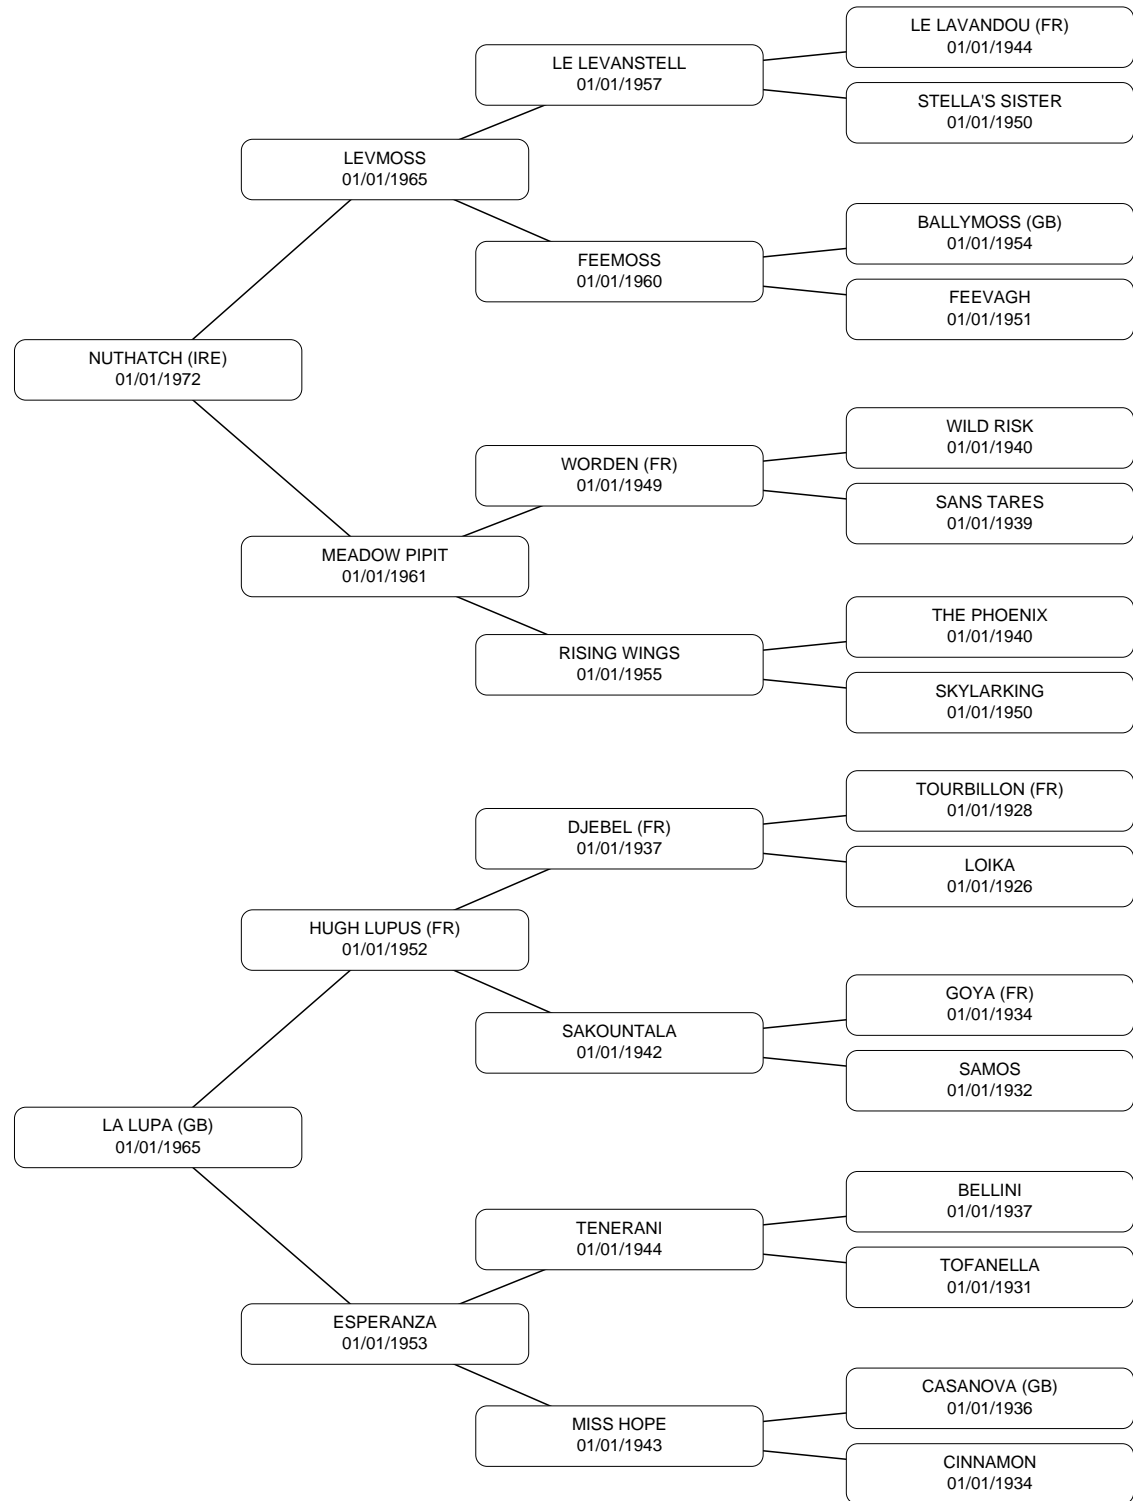 LE LAVANDOU (FR)
01/01/1944
LE LEVANSTELL
01/01/1957
STELLA'S SISTER
01/01/1950
LEVMOSS
01/01/1965
BALLYMOSS (GB)
01/01/1954
FEEMOSS
01/01/1960
FEEVAGH
01/01/1951
NUTHATCH (IRE)
01/01/1972
WILD RISK
01/01/1940
WORDEN (FR)
01/01/1949
SANS TARES
01/01/1939
MEADOW PIPIT
01/01/1961
THE PHOENIX
01/01/1940
RISING WINGS
01/01/1955
SKYLARKING
01/01/1950
TOURBILLON (FR)
01/01/1928
DJEBEL (FR)
01/01/1937
LOIKA
01/01/1926
HUGH LUPUS (FR)
01/01/1952
GOYA (FR)
01/01/1934
SAKOUNTALA
01/01/1942
SAMOS
01/01/1932
LA LUPA (GB)
01/01/1965
BELLINI
01/01/1937
TENERANI
01/01/1944
TOFANELLA
01/01/1931
ESPERANZA
01/01/1953
CASANOVA (GB)
01/01/1936
MISS HOPE
01/01/1943
CINNAMON
01/01/1934